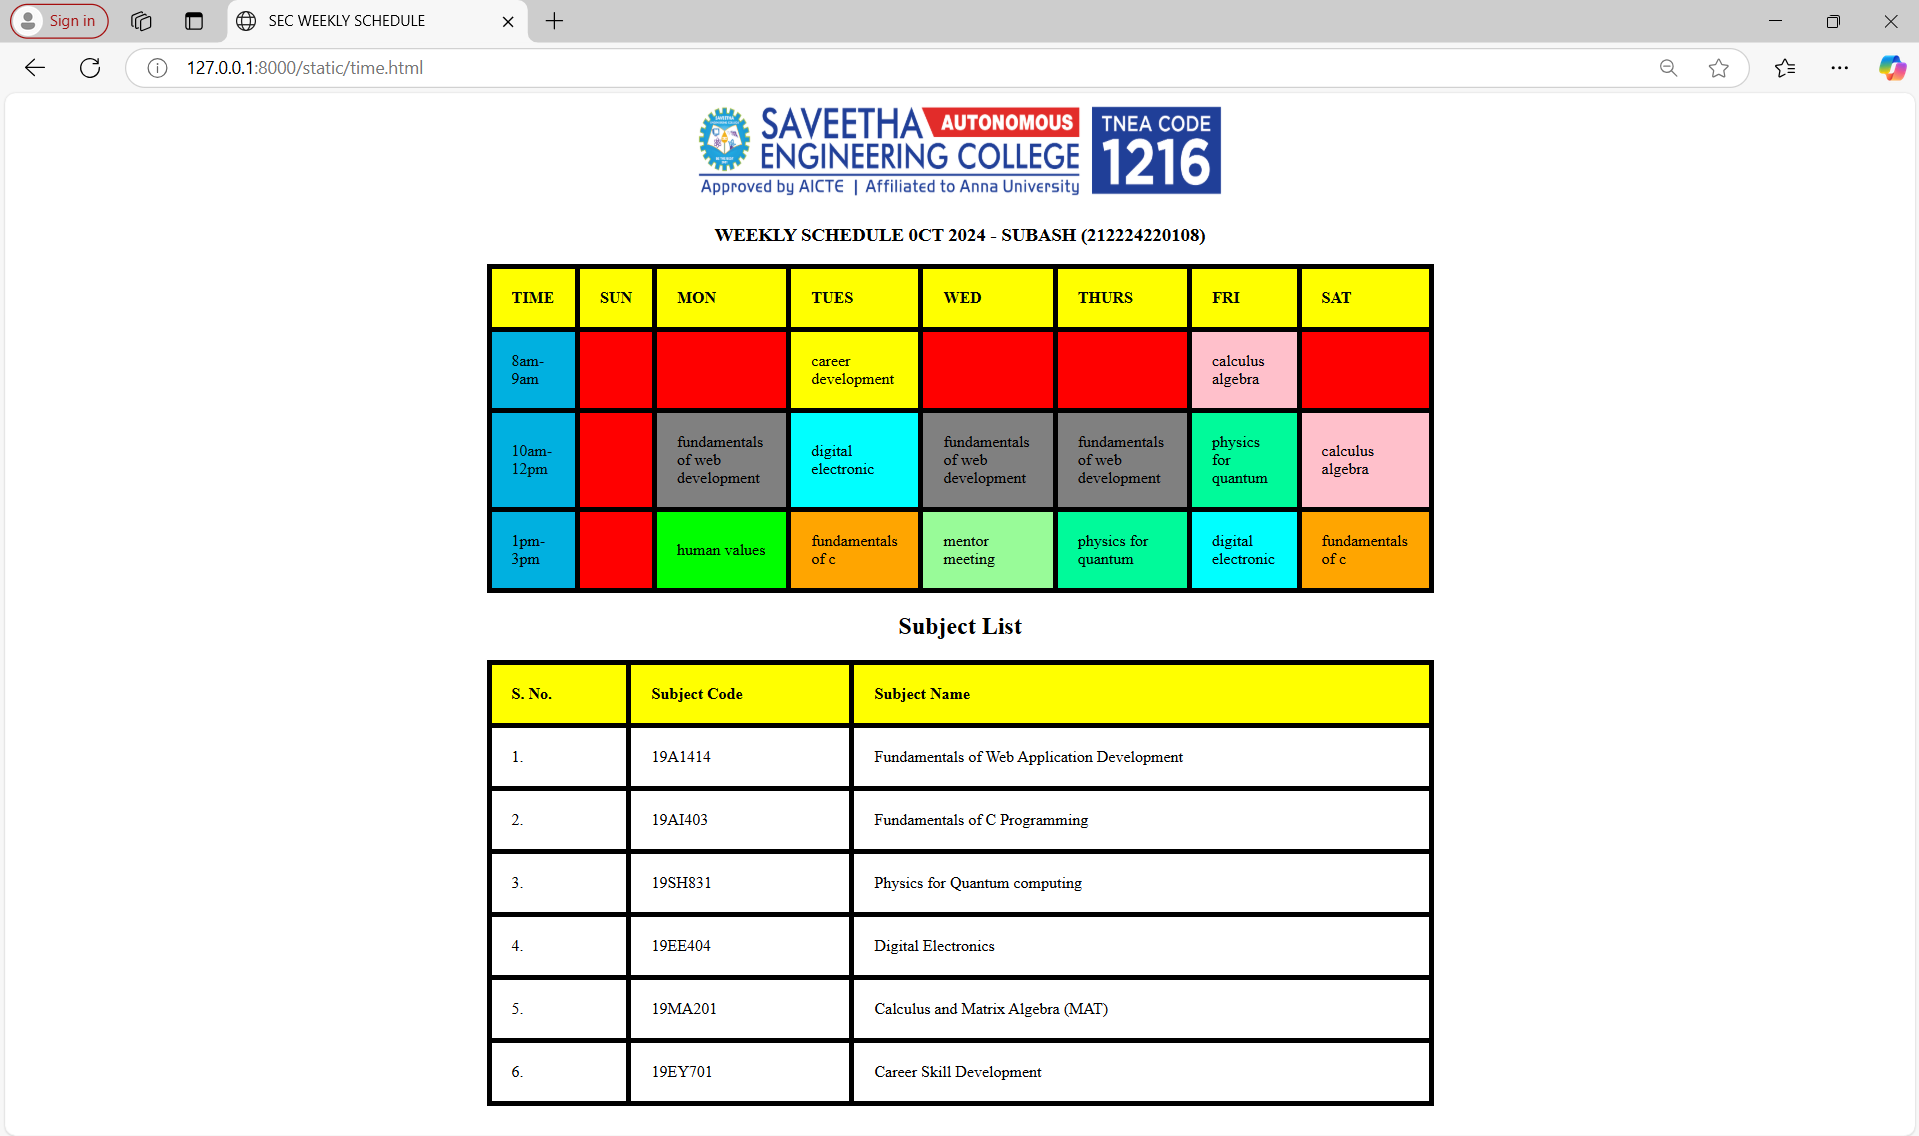 Sign in
SEC WEEKLY SCHEDULE
127.0.0.1:8000/static/time.html
SAVEETHA AUTONOMOUS
ENGINEERING COLLEGE
Approved by AICTE | Affiliated to Anna University
TNEA CODE
1216
WEEKLY SCHEDULE 0CT 2024 - SUBASH (212224220108)
TIME SUN MON TUES WED THURS FRI SAT
8am-
9am
career
development
calculus
algebra
10am-
12pm
fundamentals
of web
development
digital
electronic
fundamentals
of web
development
fundamentals
of web
development
physics
for
quantum
calculus
algebra
1pm-
3pm
human values
fundamentals
of c
mentor
meeting
physics for
quantum
digital
electronic
fundamentals
of c
Subject List
S. No. Subject Code Subject Name
1. 19A1414 Fundamentals of Web Application Development
2. 19AI403 Fundamentals of C Programming
3. 19SH831 Physics for Quantum computing
4. 19EE404 Digital Electronics
5. 19MA201 Calculus and Matrix Algebra (MAT)
6. 19EY701 Career Skill Development